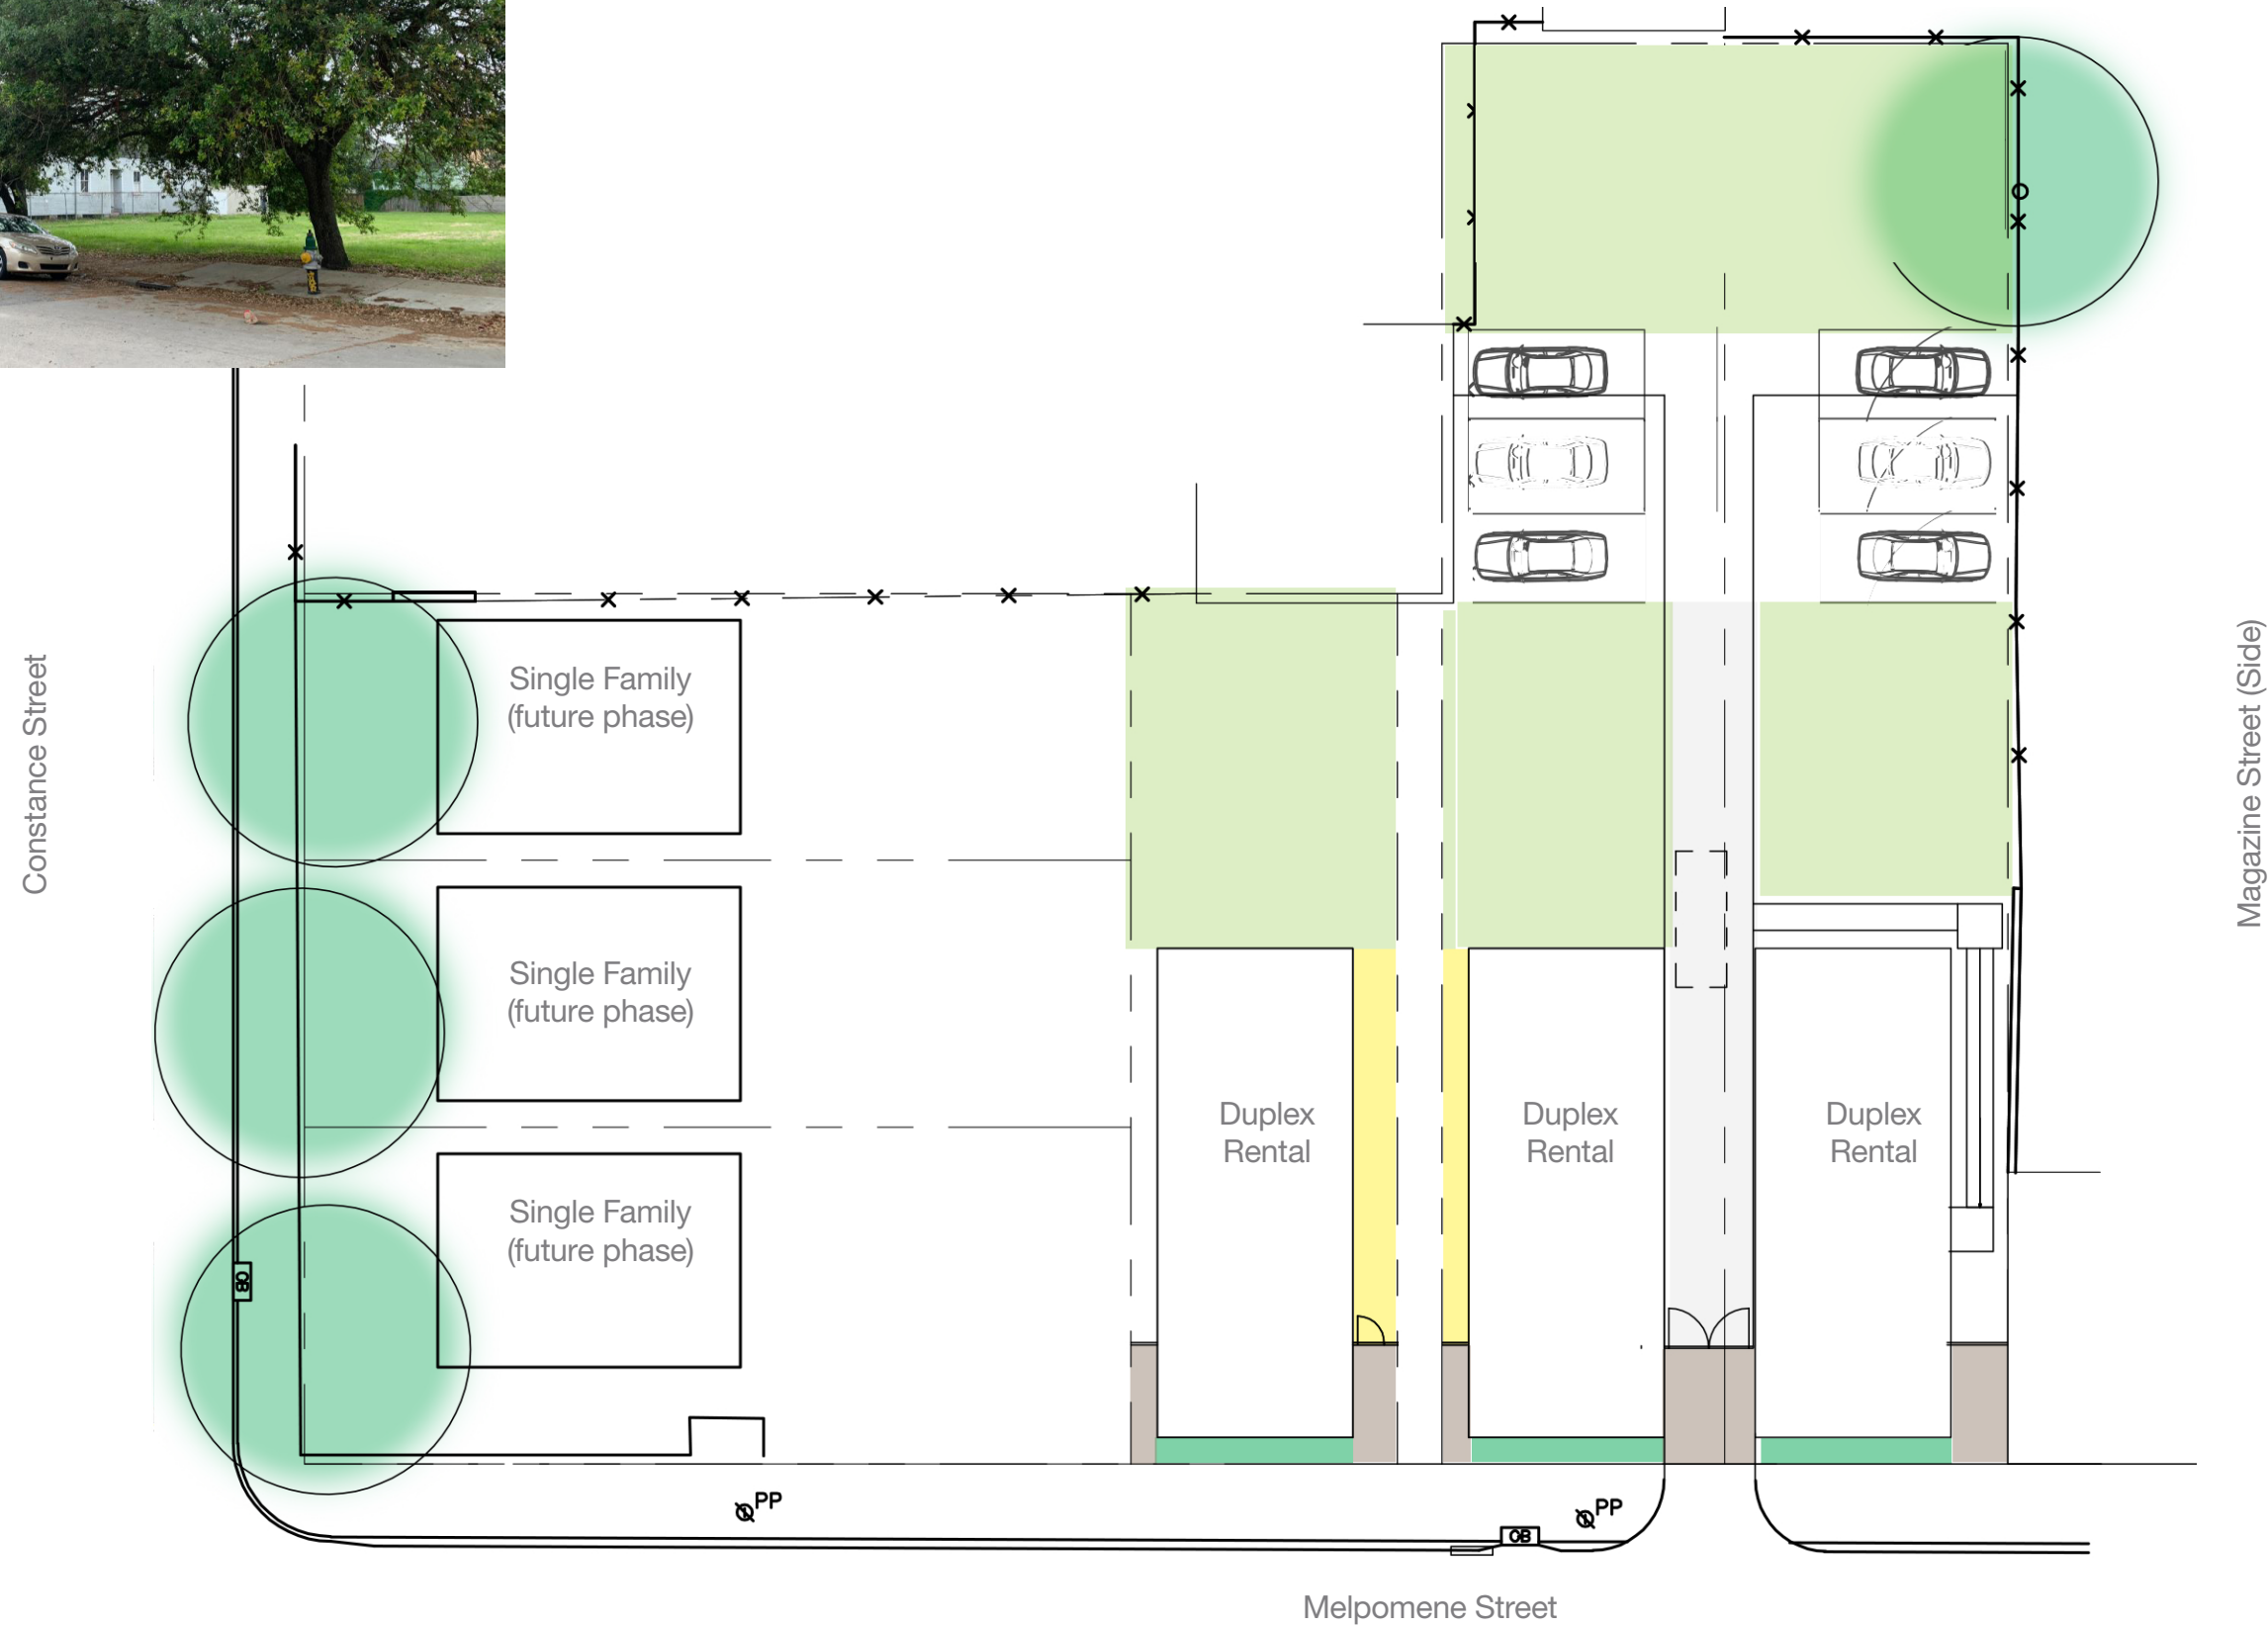 Constance Street
Single Family
(future phase)
Single Family
(future phase)
Single Family
(future phase)
Duplex
Rental
Duplex
Rental
Duplex
Rental
Magazine Street (Side)
CB
PP
PP
CB
Melpomene Street